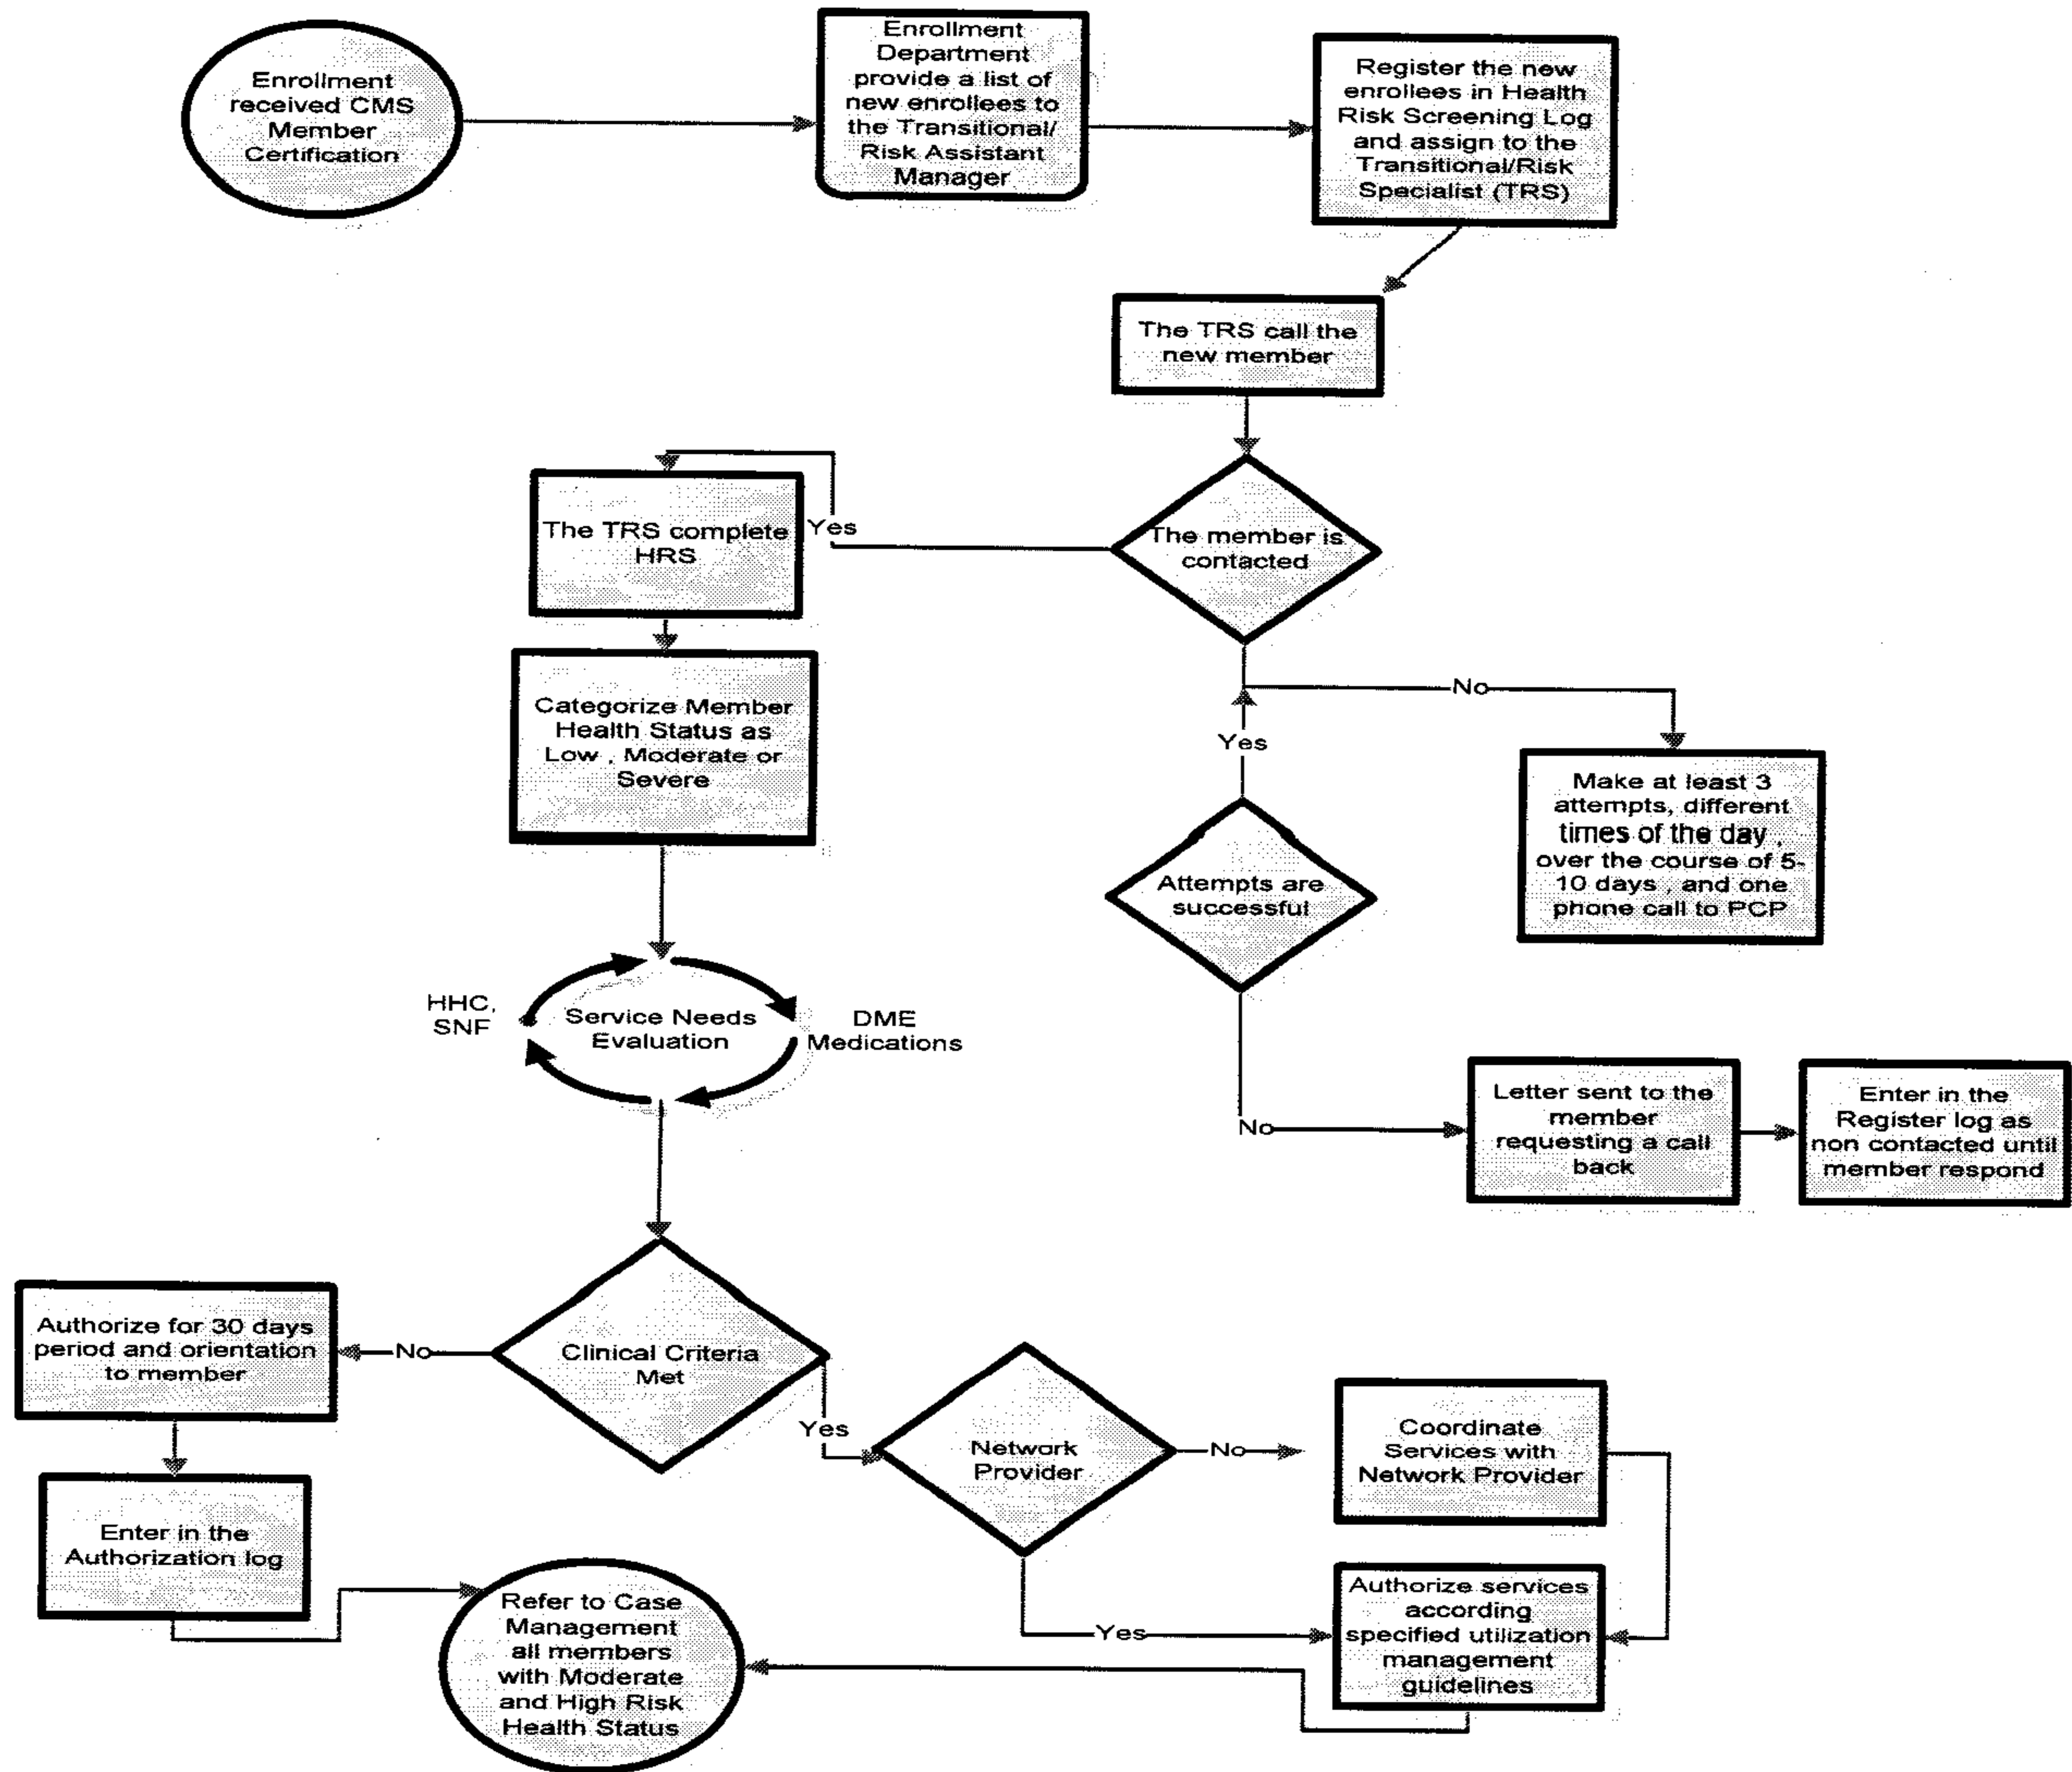 Enrollment
received CMS
Member
Certification
Enrollment
Department
provide a list of
new enrollees to
the Transitional/
Risk Assistant
Manager
Register the new
enrollees in Health
Risk Screening Log
and assign to the
Transitional/Risk
Specialist (TRS)
The TRS call the
new member
The member is
contacted
Yes
The TRS complete
HRS
Categorize Member
Health Status as
Low , Moderate or
Severe
No
Make at least 3
attempts, different
times of the day ,
over the course of 5-
10 days , and one
phone call to PCP
Yes
Attempts are
successful
No
Letter sent to the
member
requesting a call
back
Enter in the
Register log as
non contacted until
member respond
HHC,
SNF
Service Needs
Evaluation
DME
Medications
Clinical Criteria
Met
No
Authorize for 30 days
period and orientation
to member
Enter in the
Authorization log
Yes
Network
Provider
No
Coordinate
Services with
Network Provider
Yes
Authorize services
according
specified utilization
management
guidelines
Refer to Case
Management
all members
with Moderate
and High Risk
Health Status